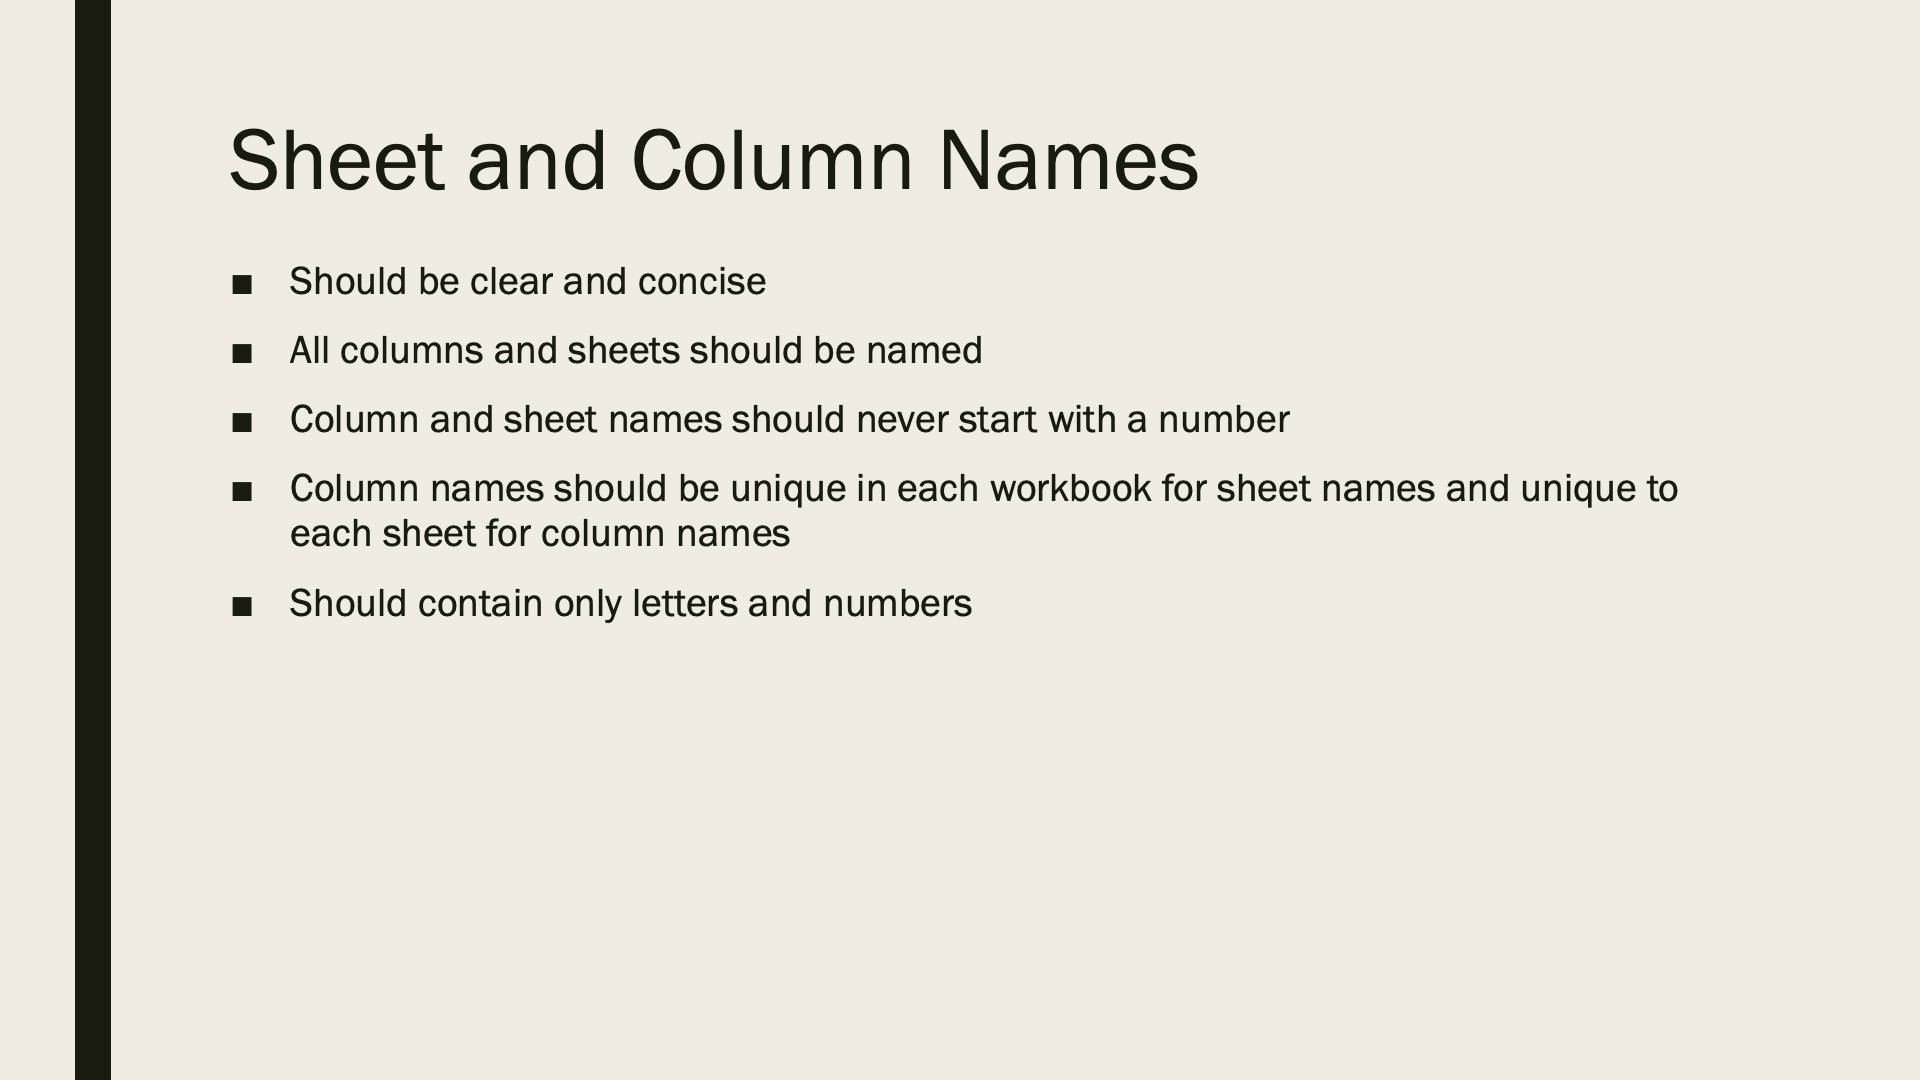 Sheet and Column Names
■ Should be clear and concise
■ All columns and sheets should be named
■ Column and sheet names should never start with a number
■ Column names should be unique in each workbook for sheet names and unique to
each sheet for column names
■ Should contain only letters and numbers